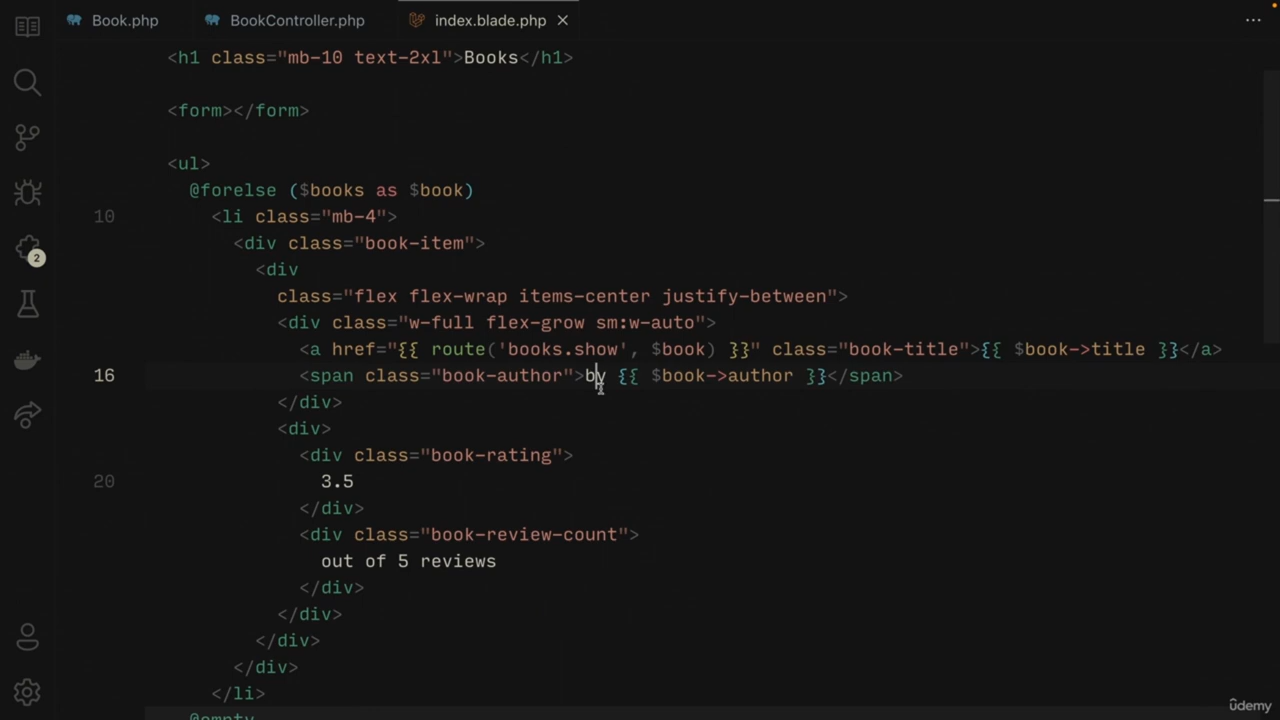 Book.php
BookController.php
index.blade.php
<h1 class="mb-10 text-2xl">Books</h1>
<form></form>
<ul>
@forelse ($books as $book)
10 <li class="mb-4">
<div class="book-item">
<div
class="flex flex-wrap items-center justify-between">
<div class="w-full flex-grow sm:w-auto">
<a href="{{ route('books.show', $book) }}" class="book-title">{{ $book->title }}</a>
16 <span class="book-author">by {{ $book->author }}</span>
</div>
<div>
<div class="book-rating">
20 3.5
</div>
<div class="book-review-count">
out of 5 reviews
</div>
</div>
</div>
</div>
</li>
@empty
2
udemy